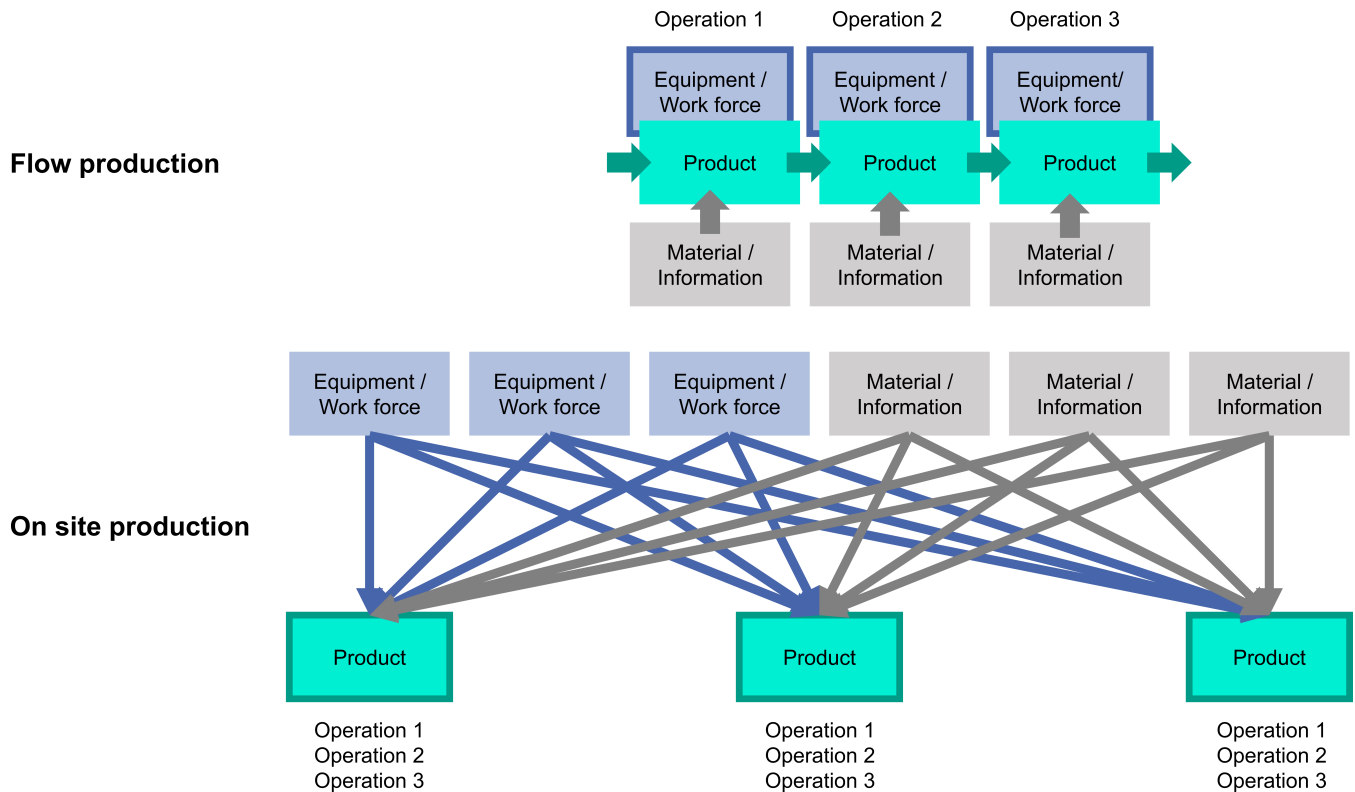 Operation 1
Operation 2
Operation 3
Equipment /
Work force
Equipment /
Work force
Equipment/
Work force
Flow production
Product
Product
Product
Material /
Information
Material /
Information
Material /
Information
Equipment /
Work force
Equipment /
Work force
Equipment /
Work force
Material /
Information
Material /
Information
Material /
Information
On site production
Product
Product
Product
Operation 1
Operation 2
Operation 3
Operation 1
Operation 2
Operation 3
Operation 1
Operation 2
Operation 3